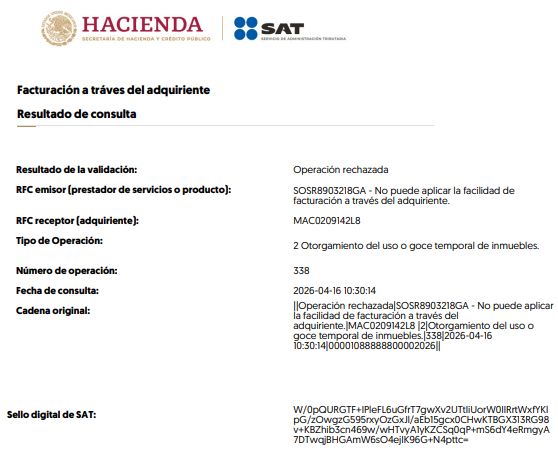 HACIENDA
SECRETARÍA DE HACIENDA Y CRÉDITO PÚBLICO
SAT
SERVICIO DE ADMINISTRACIÓN TRIBUTARIA
Facturación a tráves del adquiriente
Resultado de consulta
Resultado de la validación: Operación rechazada
RFC emisor (prestador de servicios o producto): SOSR8903218GA - No puede aplicar la facilidad de
facturación a través del adquiriente.
RFC receptor (adquiriente): MAC0209142L8
Tipo de Operación: 2 Otorgamiento del uso o goce temporal de inmuebles.
Número de operación: 338
Fecha de consulta: 2026-04-16 10:30:14
Cadena original: ||Operación rechazada|SOSR8903218GA - No puede aplicar
la facilidad de facturación a través del
adquiriente.|MAC0209142L8 |2|Otorgamiento del uso o
goce temporal de inmuebles.|338|2026-04-16
10:30:14|00001088888800002026||
Sello digital de SAT: W/0pQURGTF+IPleFL6uGfrT7gwXv2UTtliUorW0IIRrtWxfYKl
pG/zOwgzG595rxyOzGxJl/aEb15gcx0CHwKTBGX313RG98
v+KBZhib3cn469w/wHTvyA1yKZCSq0qP+mS6dY4eRmgyA
7DTwqjBHGAmW6sO4ejlK96G+N4pttc=